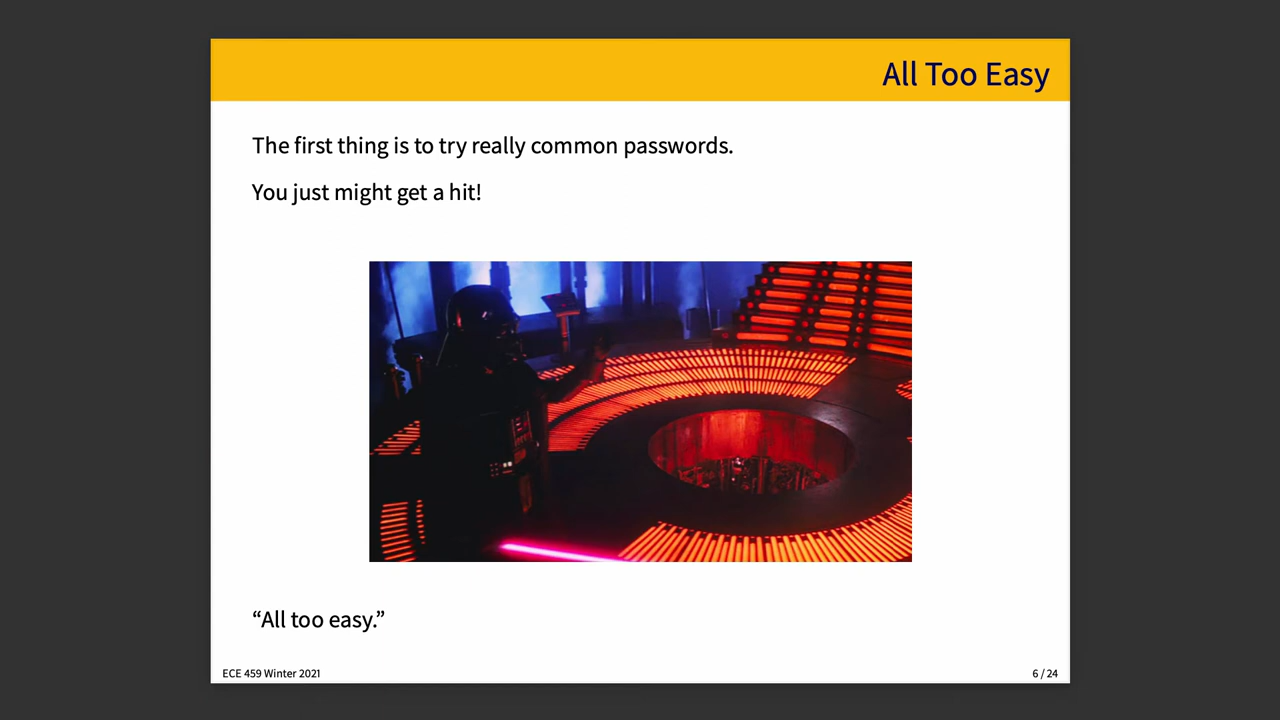 All Too Easy
The first thing is to try really common passwords.
You just might get a hit!
“All too easy.”
ECE 459 Winter 2021
6 / 24